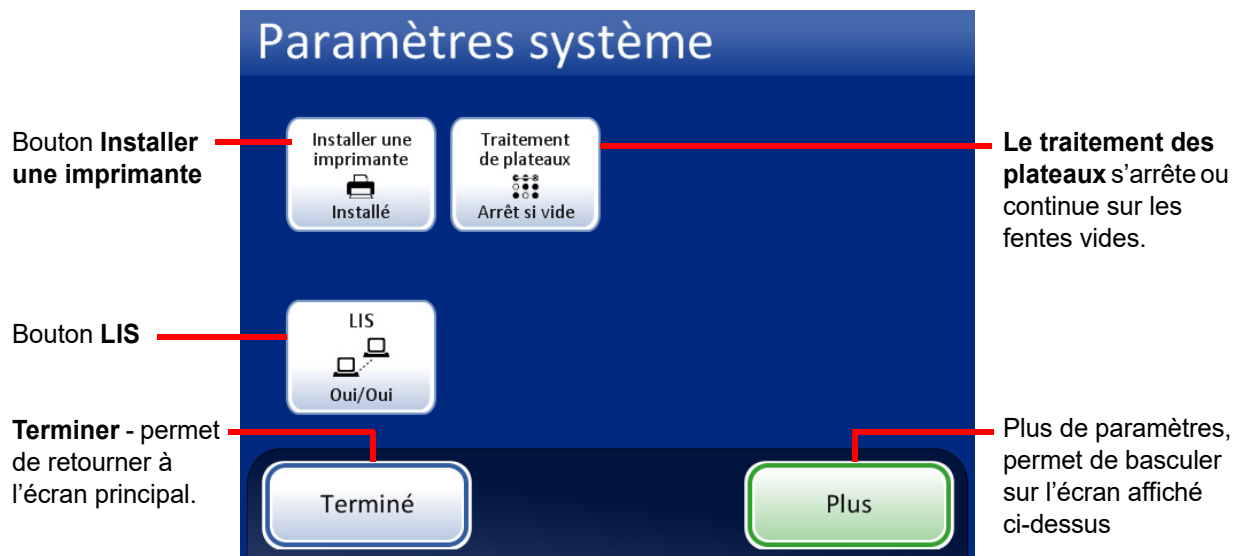 Paramètres système
Bouton Installer
une imprimante
Installer une
imprimante
Installé
Traitement
de plateaux
Arrêt si vide
Le traitement des
plateaux s’arrête ou
continue sur les
fentes vides.
Bouton LIS
LIS
Oui/Oui
Terminer - permet
de retourner à
l’écran principal.
Terminé
Plus
Plus de paramètres,
permet de basculer
sur l’écran affiché
ci-dessus